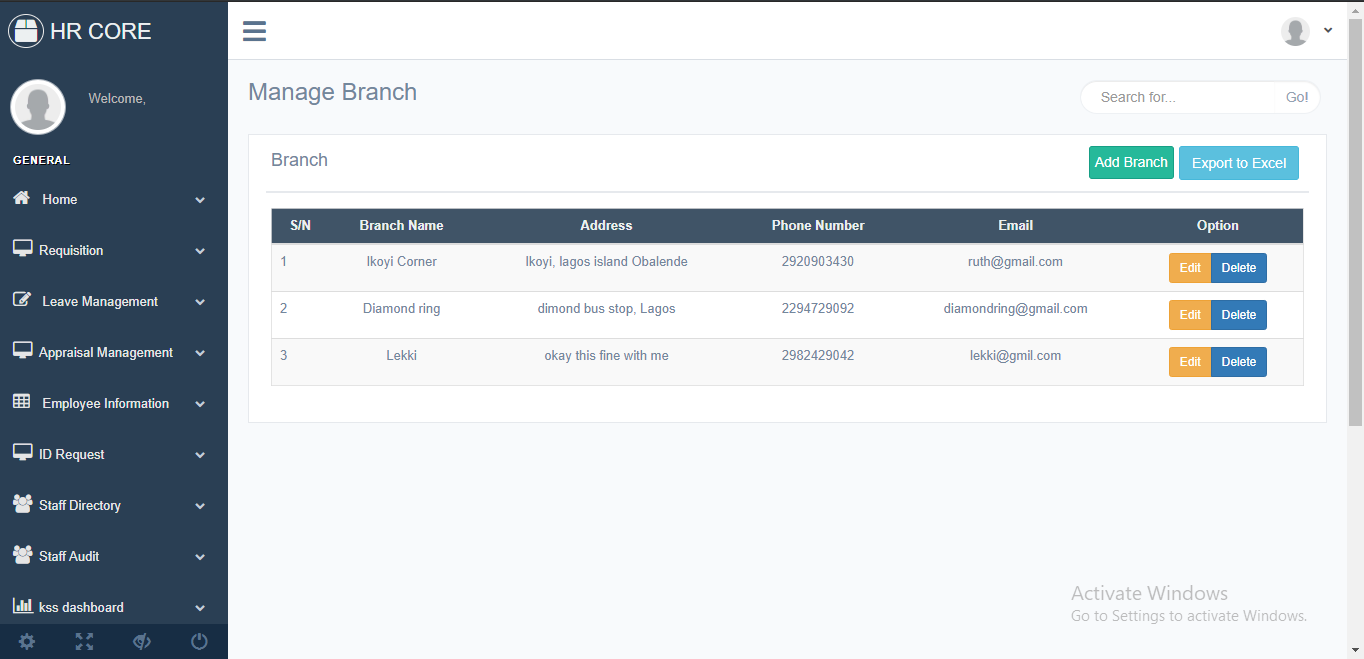 HR CORE
Welcome,
GENERAL
Home
Requisition
Leave Management
Appraisal Management
Employee Information
ID Request
Staff Directory
Staff Audit
kss dashboard
Manage Branch
Search for... Go!
Branch
Add Branch Export to Excel
S/N Branch Name Address Phone Number Email Option
1 Ikoyi Corner Ikoyi, lagos island Obalende 2920903430 ruth@gmail.com Edit Delete
2 Diamond ring dimond bus stop, Lagos 2294729092 diamondring@gmail.com Edit Delete
3 Lekki okay this fine with me 2982429042 lekki@gmil.com Edit Delete
Activate Windows
Go to Settings to activate Windows.